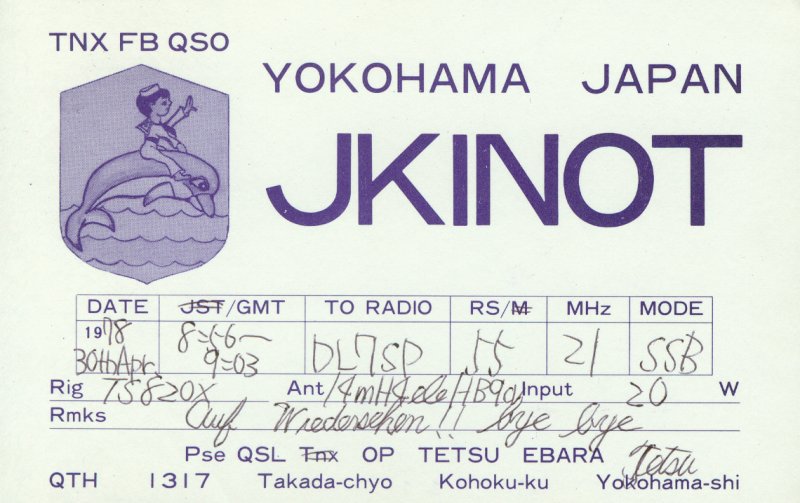 TNX FB QSO
YOKOHAMA JAPAN
JK1NOT
DATE JST/GMT TO RADIO RS/M MHz MODE
1978 8=56~ DL7SP 55 21 SSB
30th Apr. 9=03
Rig TS820X Ant 14mH4ele HB9q Input 20 W
Rmks Auf Wiedersehen!! bye bye
Pse QSL Tnx OP TETSU EBARA Tetsu
QTH 1317 Takada-chyo Kohoku-ku Yokohama-shi